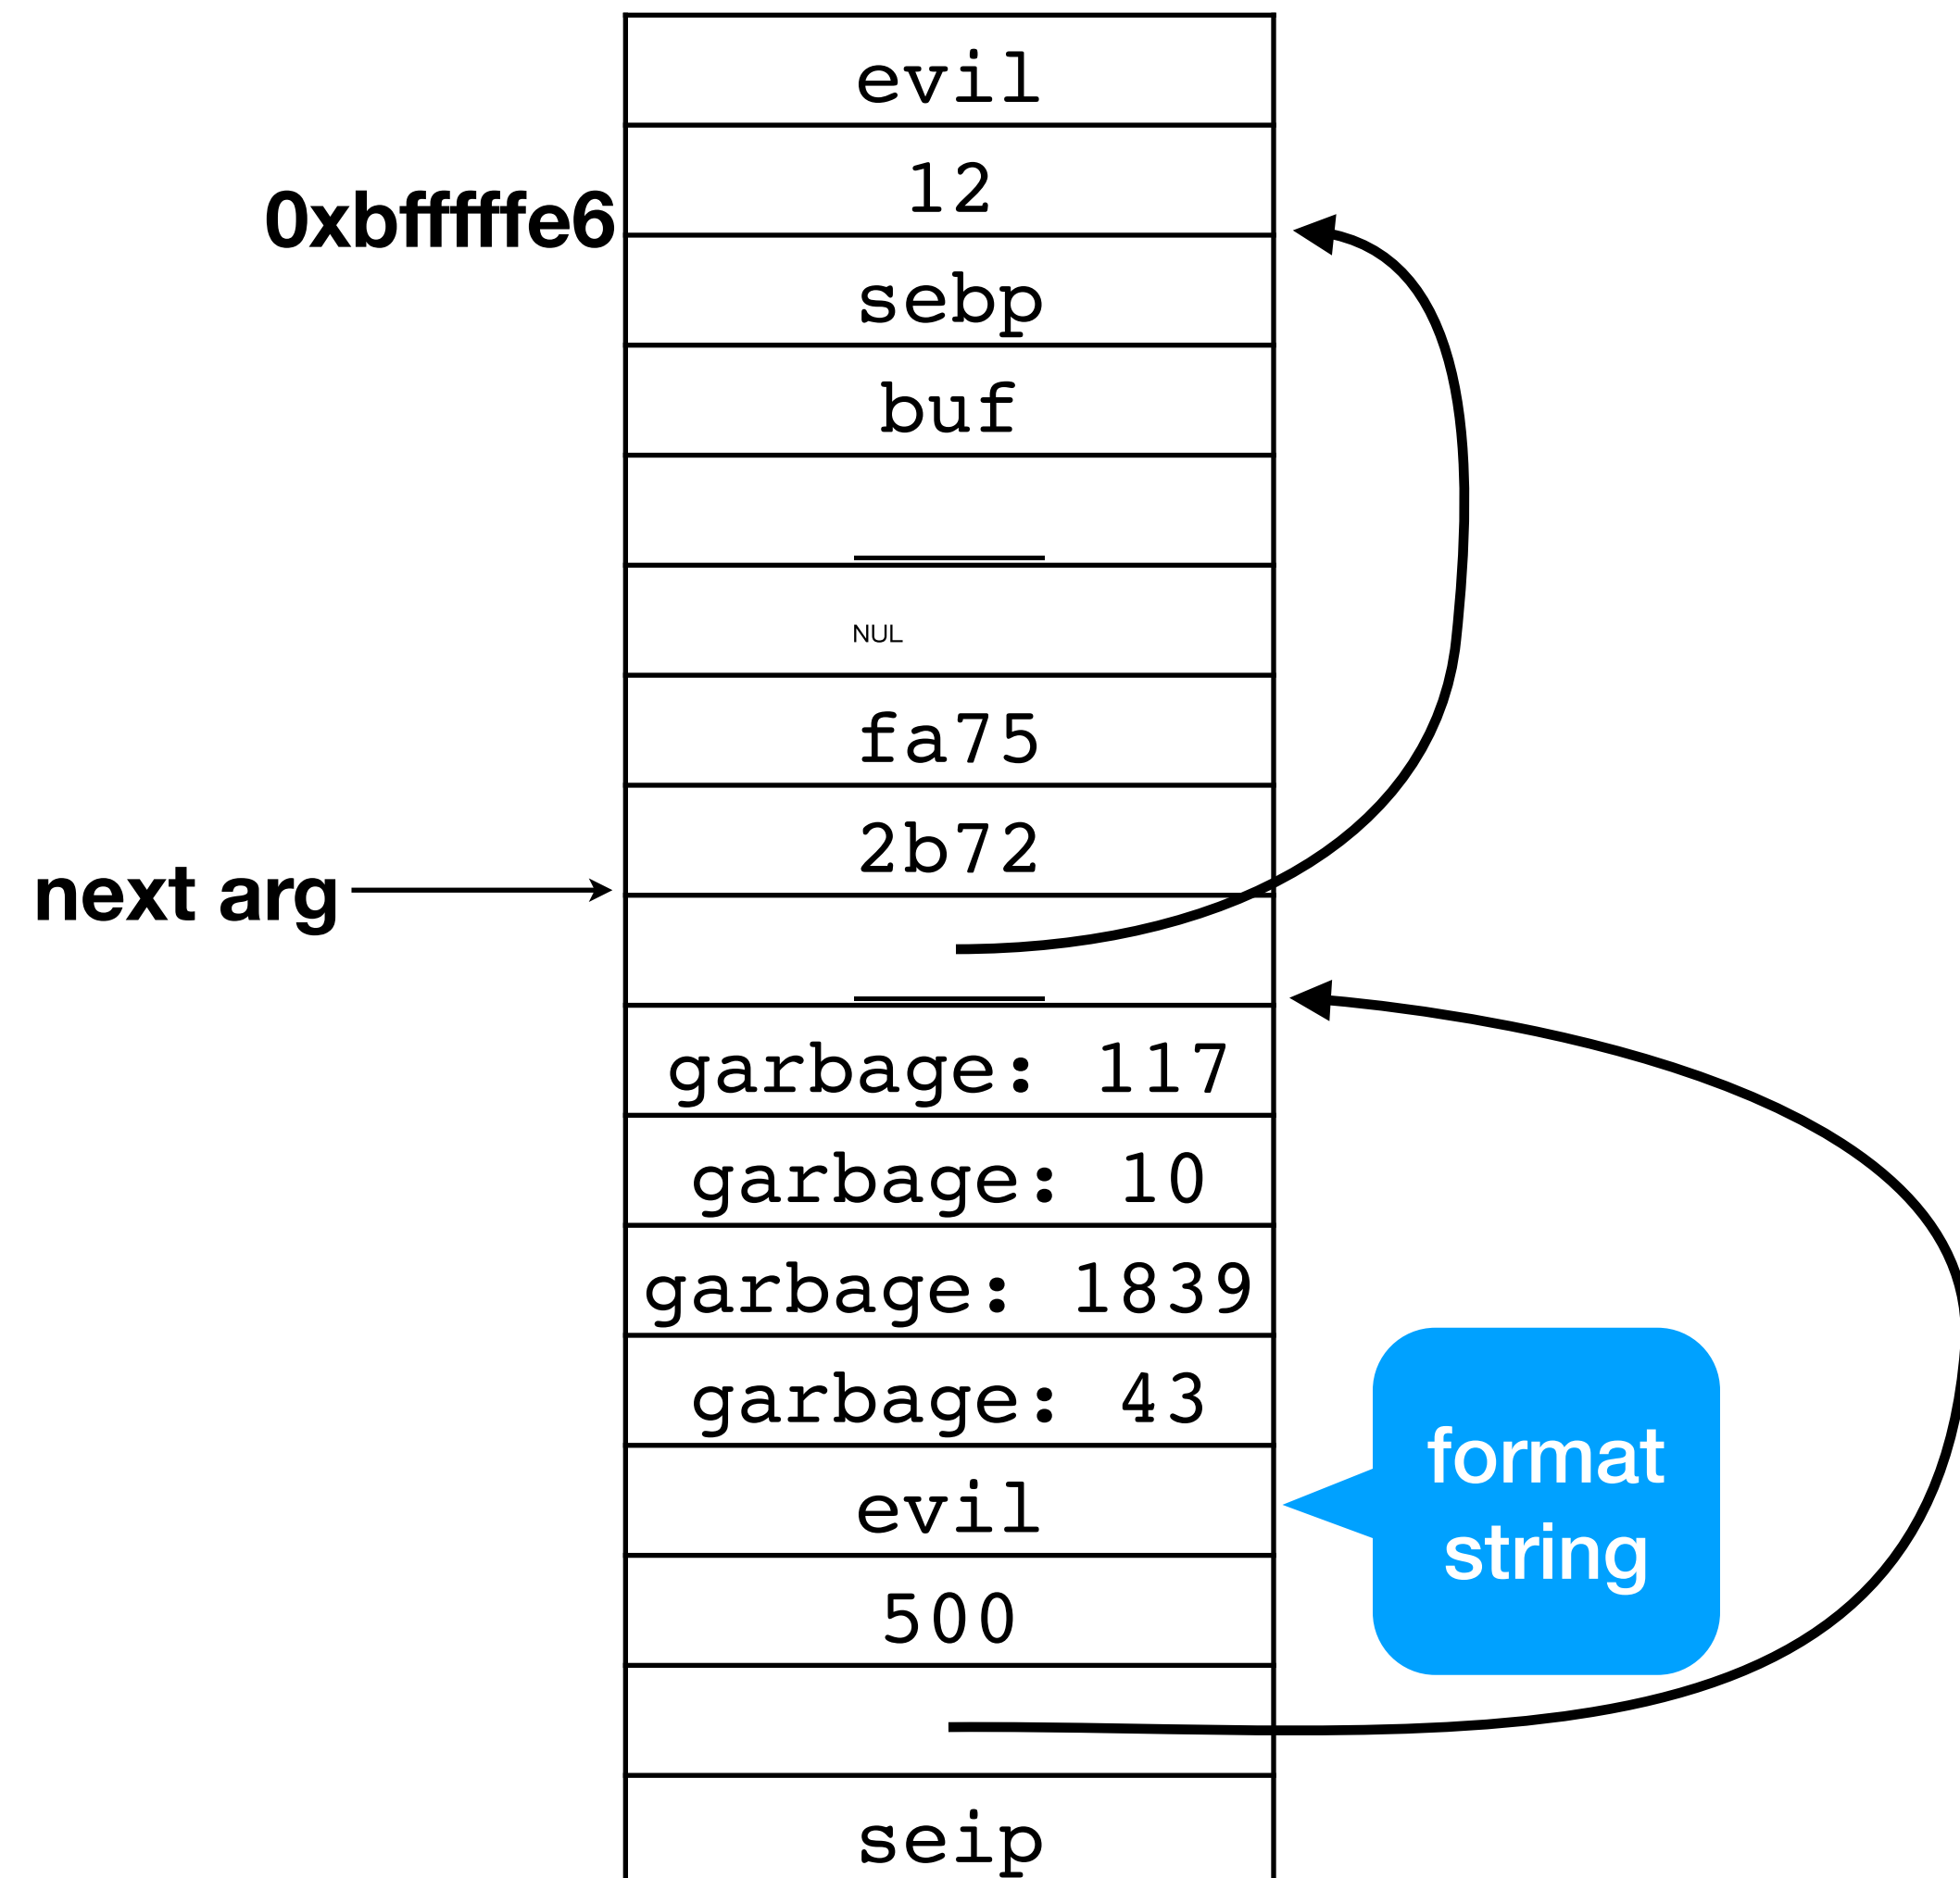 evil
12
0xbfffffe6
sebp
buf
NUL
fa75
2b72
next arg
garbage: 117
garbage: 10
garbage: 1839
garbage: 43
evil
format
string
500
seip